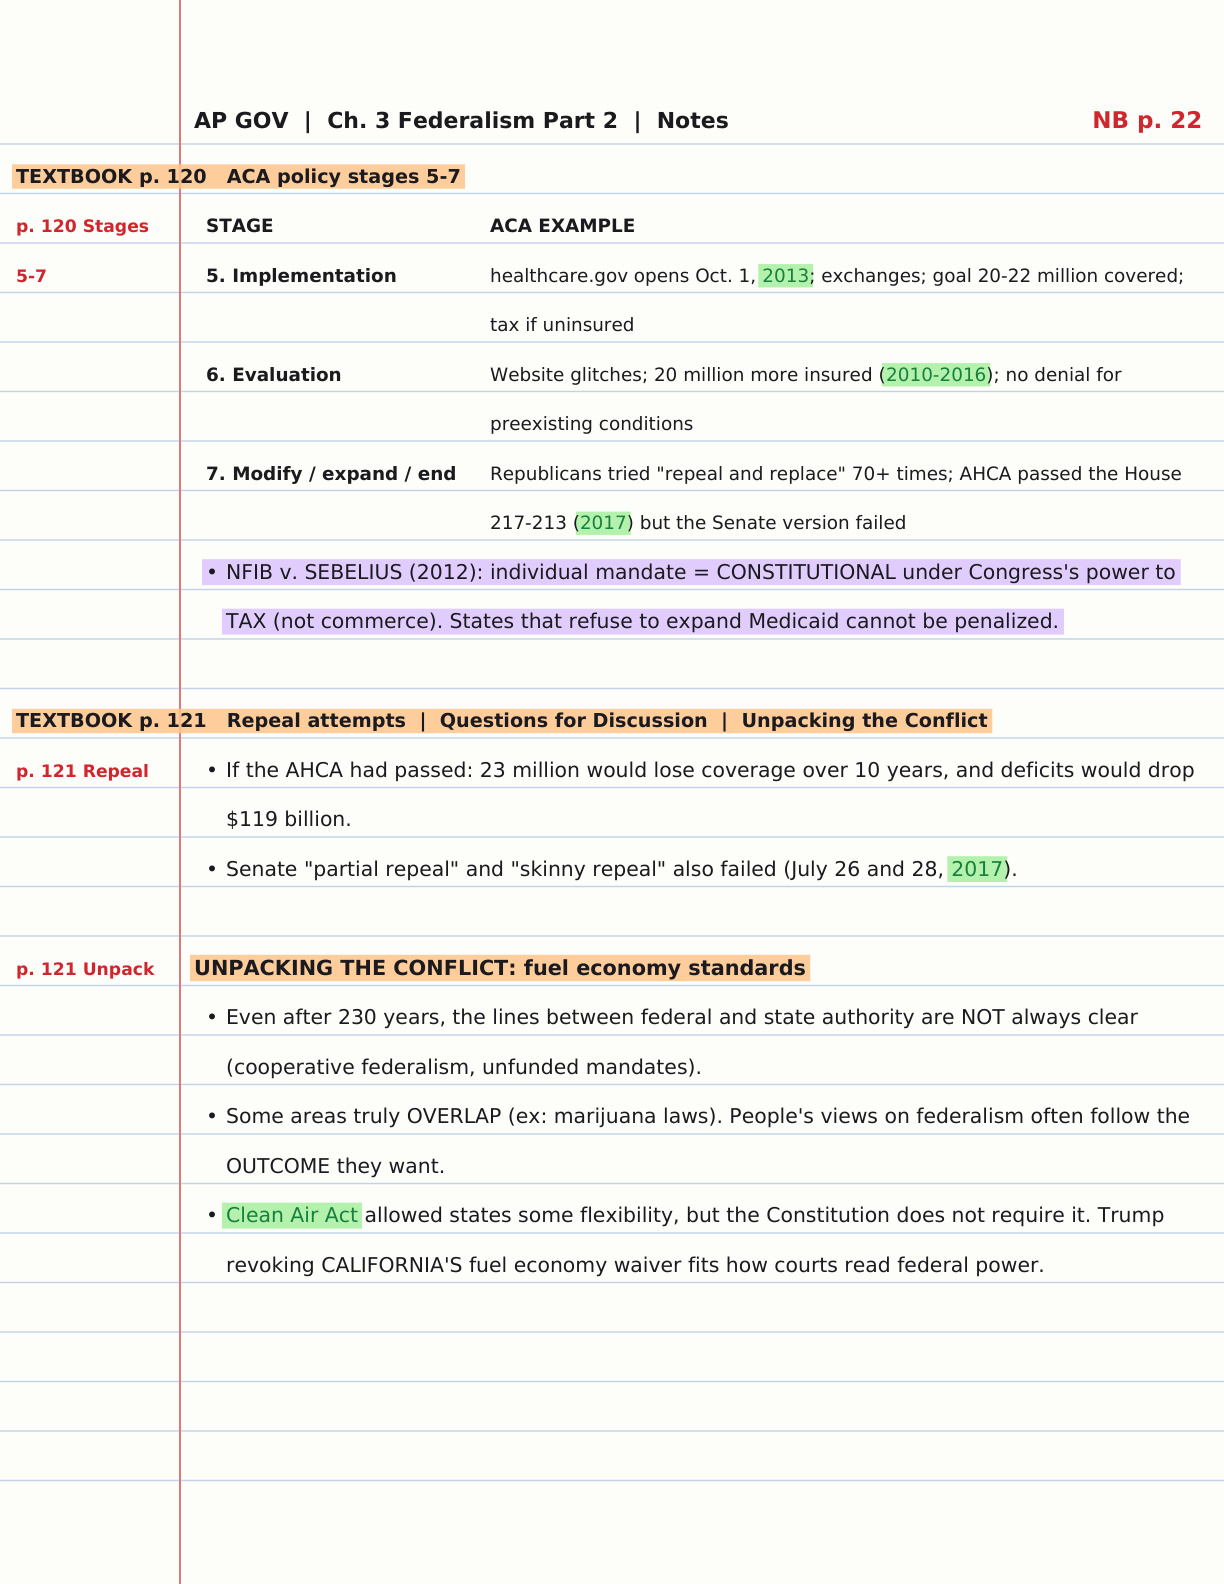 AP GOV | Ch. 3 Federalism Part 2 | Notes NB p. 22
TEXTBOOK p. 120 ACA policy stages 5-7
p. 120 Stages STAGE ACA EXAMPLE
5-7 5. Implementation healthcare.gov opens Oct. 1, 2013; exchanges; goal 20-22 million covered;
tax if uninsured
6. Evaluation Website glitches; 20 million more insured (2010-2016); no denial for
preexisting conditions
7. Modify / expand / end Republicans tried "repeal and replace" 70+ times; AHCA passed the House
217-213 (2017) but the Senate version failed
• NFIB v. SEBELIUS (2012): individual mandate = CONSTITUTIONAL under Congress's power to
TAX (not commerce). States that refuse to expand Medicaid cannot be penalized.
TEXTBOOK p. 121 Repeal attempts | Questions for Discussion | Unpacking the Conflict
p. 121 Repeal • If the AHCA had passed: 23 million would lose coverage over 10 years, and deficits would drop
$119 billion.
• Senate "partial repeal" and "skinny repeal" also failed (July 26 and 28, 2017).
p. 121 Unpack UNPACKING THE CONFLICT: fuel economy standards
• Even after 230 years, the lines between federal and state authority are NOT always clear
(cooperative federalism, unfunded mandates).
• Some areas truly OVERLAP (ex: marijuana laws). People's views on federalism often follow the
OUTCOME they want.
• Clean Air Act allowed states some flexibility, but the Constitution does not require it. Trump
revoking CALIFORNIA'S fuel economy waiver fits how courts read federal power.